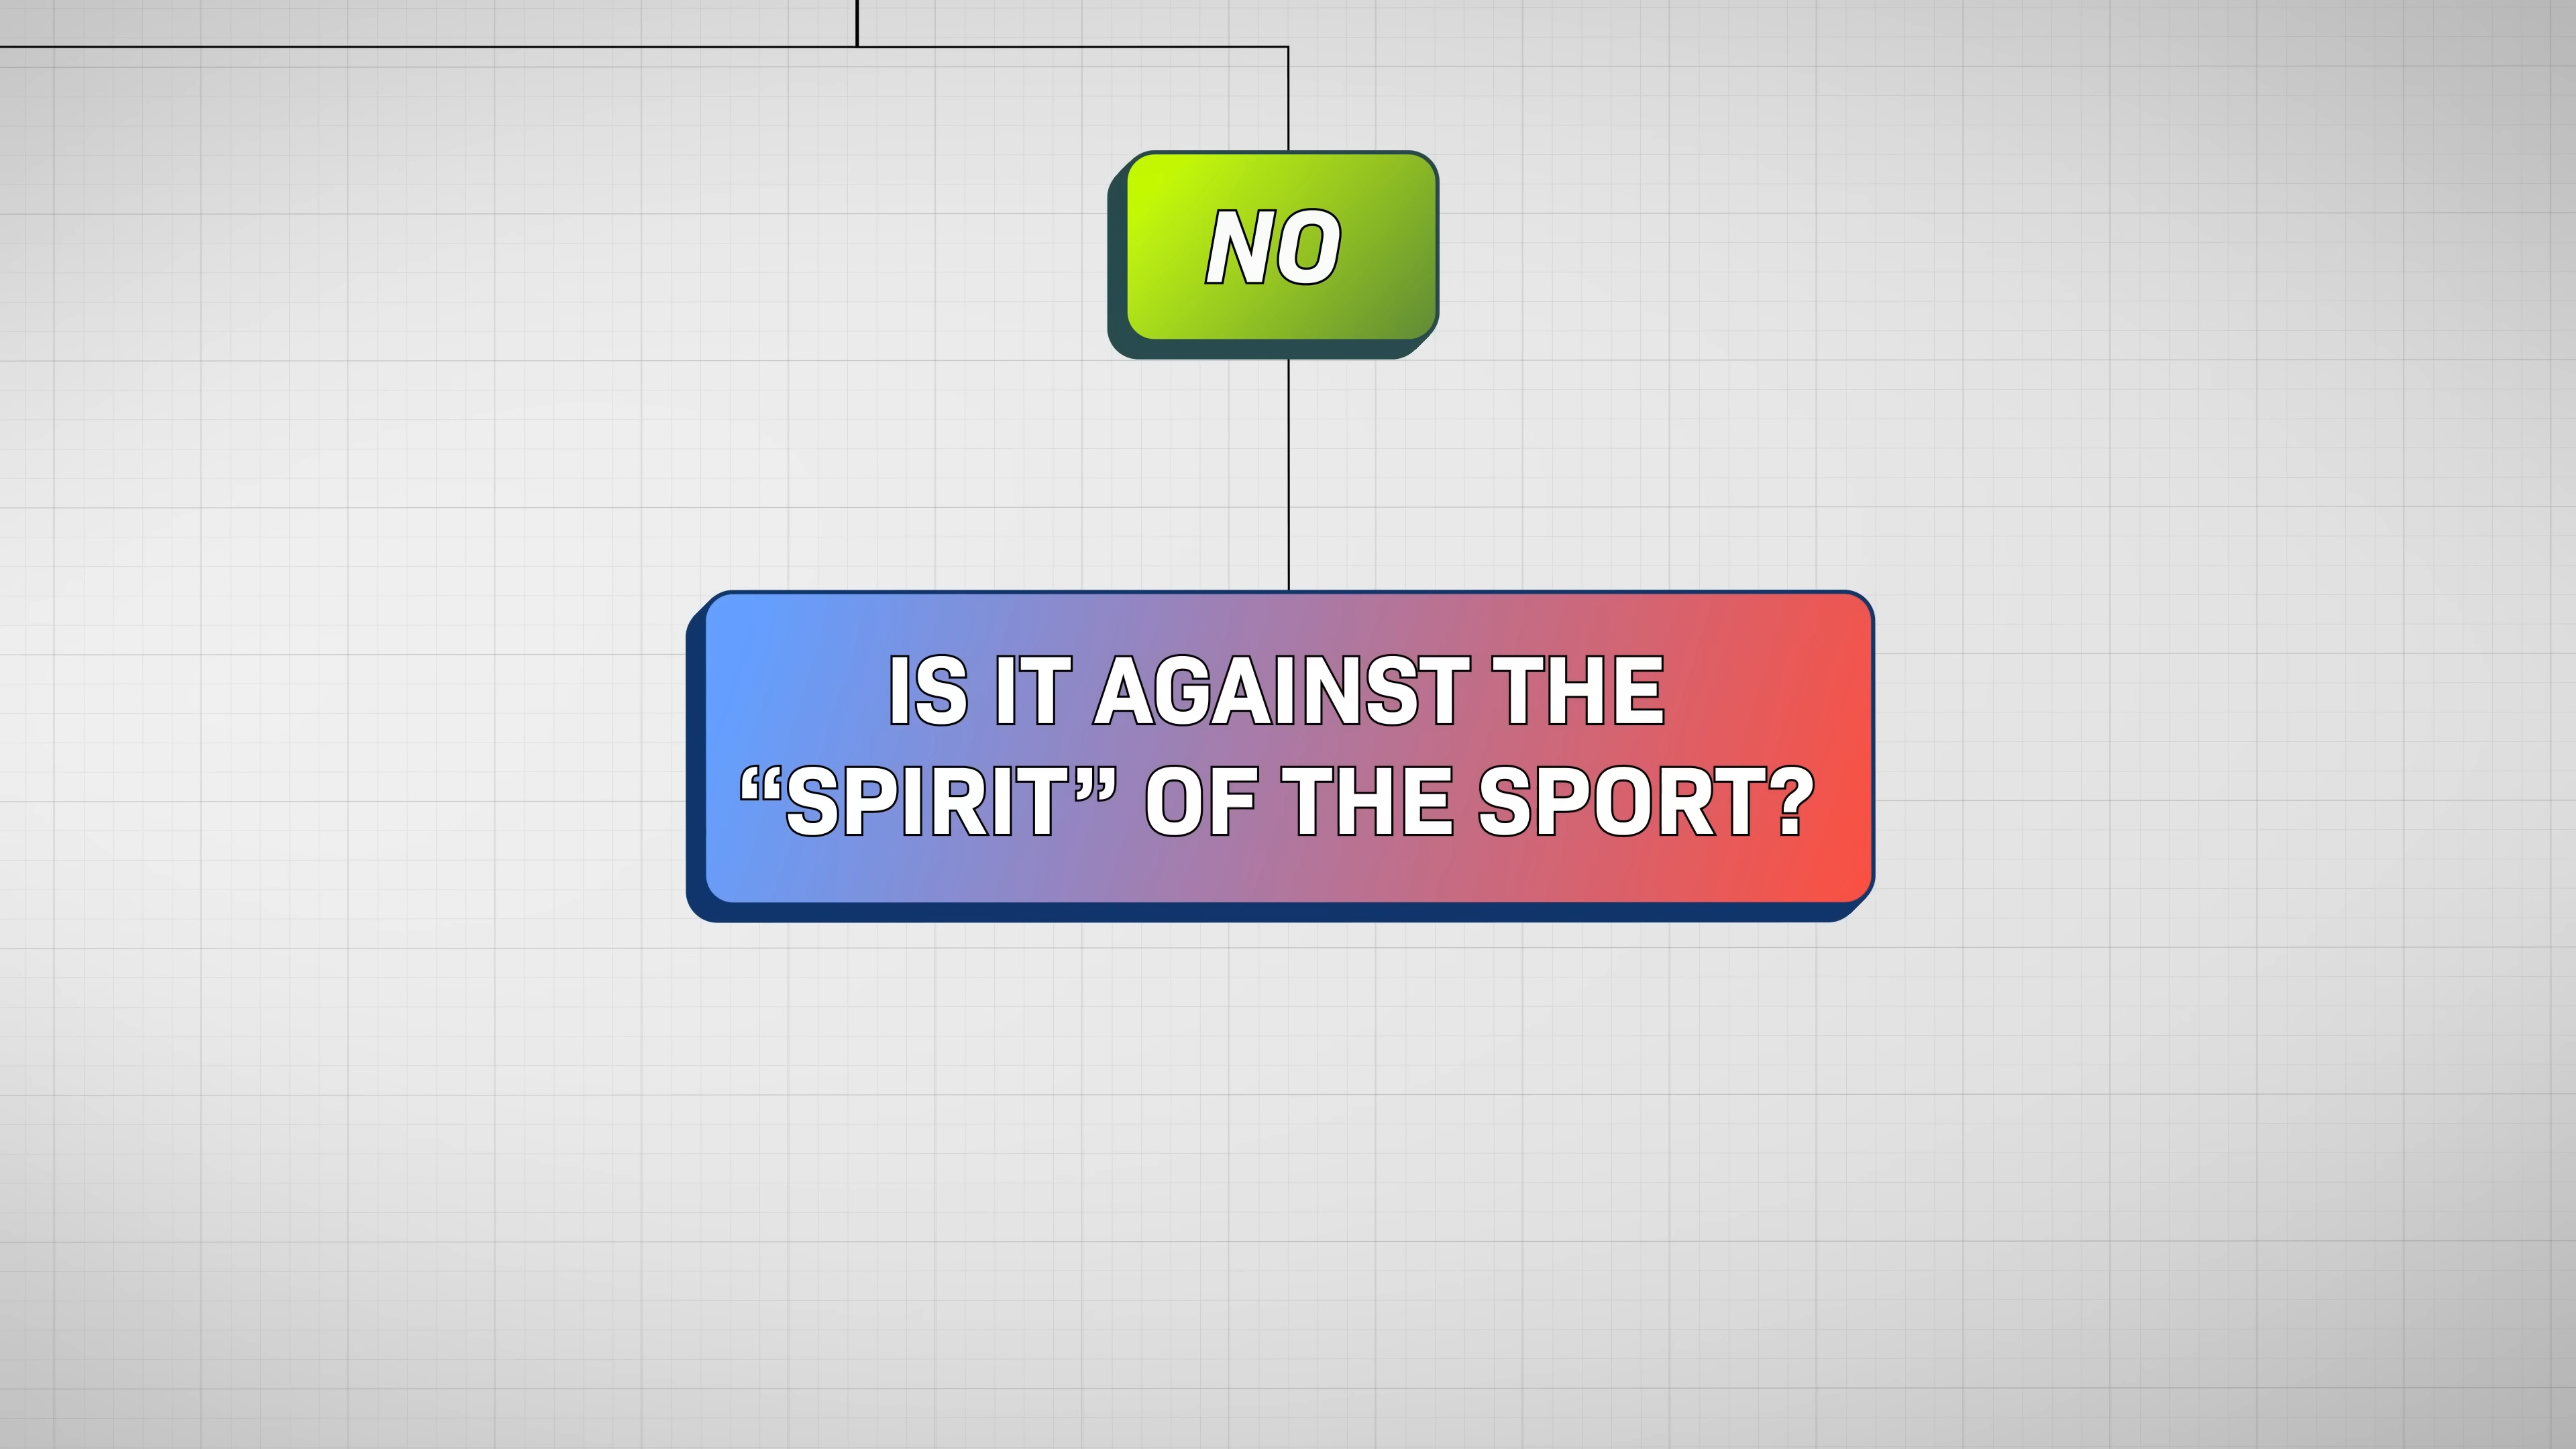 NO
IS IT AGAINST THE
“SPIRIT” OF THE SPORT?